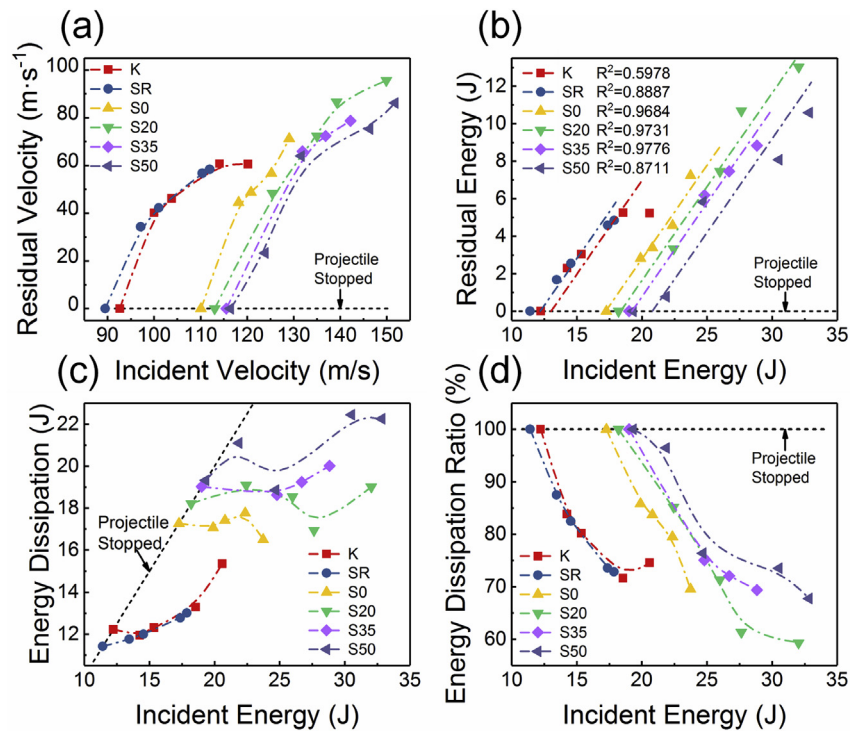 (a)
Residual Velocity (m·s⁻¹)
100
80
60
40
20
0
K
SR
S0
S20
S35
S50
Projectile
Stopped
90 100 110 120 130 140 150
Incident Velocity (m/s)
(b)
Residual Energy (J)
12
10
8
6
4
2
0
K R²=0.5978
SR R²=0.8887
S0 R²=0.9684
S20 R²=0.9731
S35 R²=0.9776
S50 R²=0.8711
Projectile
Stopped
10 15 20 25 30 35
Incident Energy (J)
(c)
Energy Dissipation (J)
22
20
18
16
14
12
Projectile
Stopped
K
SR
S0
S20
S35
S50
10 15 20 25 30 35
Incident Energy (J)
(d)
Energy Dissipation Ratio (%)
100
90
80
70
60
Projectile
Stopped
K
SR
S0
S20
S35
S50
10 15 20 25 30 35
Incident Energy (J)